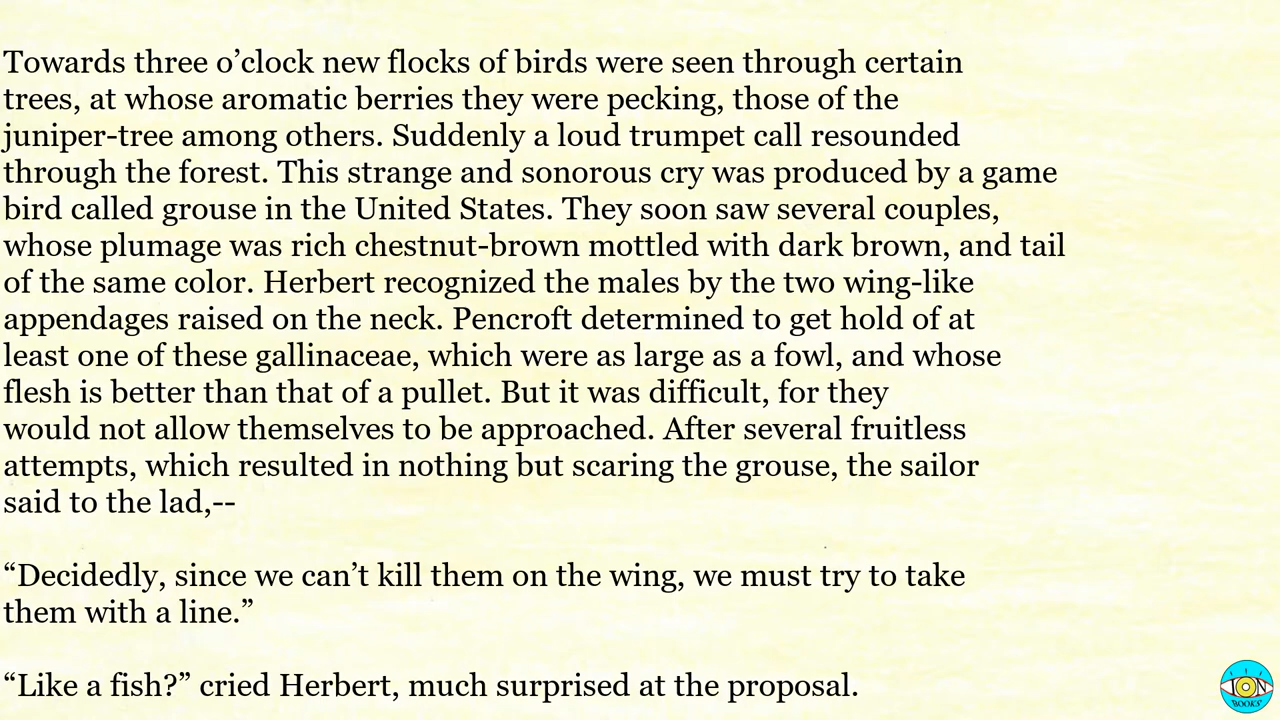 Towards three o’clock new flocks of birds were seen through certain
trees, at whose aromatic berries they were pecking, those of the
juniper-tree among others. Suddenly a loud trumpet call resounded
through the forest. This strange and sonorous cry was produced by a game
bird called grouse in the United States. They soon saw several couples,
whose plumage was rich chestnut-brown mottled with dark brown, and tail
of the same color. Herbert recognized the males by the two wing-like
appendages raised on the neck. Pencroft determined to get hold of at
least one of these gallinaceae, which were as large as a fowl, and whose
flesh is better than that of a pullet. But it was difficult, for they
would not allow themselves to be approached. After several fruitless
attempts, which resulted in nothing but scaring the grouse, the sailor
said to the lad,--
“Decidedly, since we can’t kill them on the wing, we must try to take
them with a line.”
“Like a fish?” cried Herbert, much surprised at the proposal.
ION
BOOKS